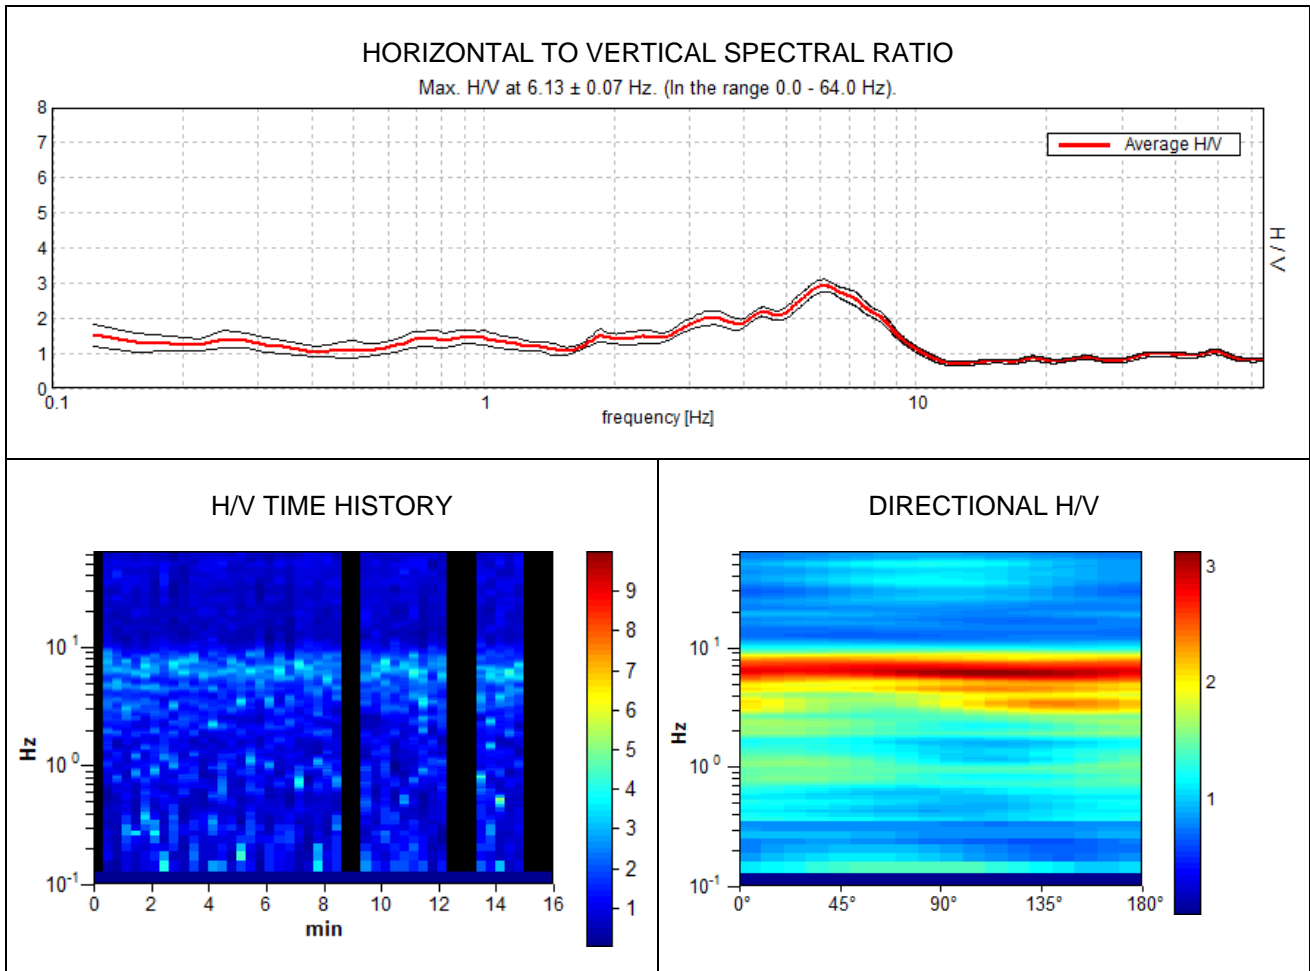 HORIZONTAL TO VERTICAL SPECTRAL RATIO
Max. H/V at 6.13 ± 0.07 Hz. (In the range 0.0 - 64.0 Hz).
8
7
6
5
4
3
2
1
0
Average H/V
H / V
0.1
1
10
frequency [Hz]
H/V TIME HISTORY
Hz
10^1
10^0
10^-1
0 2 4 6 8 10 12 14 16
min
9
8
7
6
5
4
3
2
1
DIRECTIONAL H/V
Hz
10^1
10^0
10^-1
0° 45° 90° 135° 180°
3
2
1